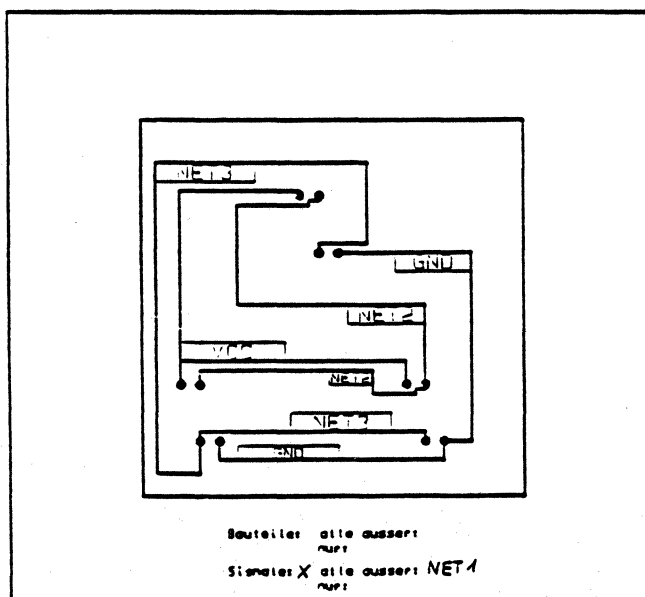 NET3
GND
NET2
VCC
NET2
NET3
GND
Bauteile: alle ausser:
nur:
Signale: X alle ausser: NET1
nur: